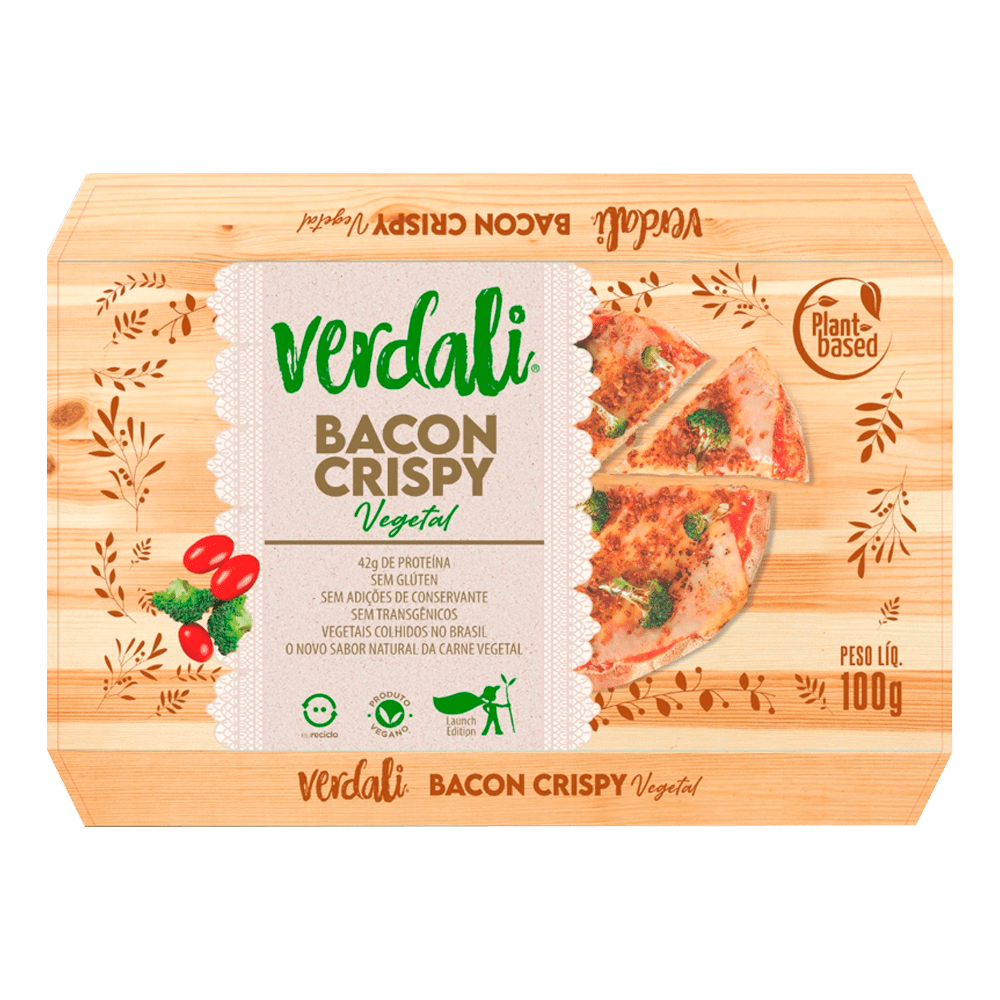 verdali BACON CRISPY Vegetal
verdali®
BACON
CRISPY
Vegetal
42g DE PROTEÍNA
SEM GLÚTEN
SEM ADIÇÕES DE CONSERVANTE
SEM TRANSGÊNICOS
VEGETAIS COLHIDOS NO BRASIL
O NOVO SABOR NATURAL DA CARNE VEGETAL
eureciclo
PRODUTO
VEGANO
Launch
Edition
Plant-
based
PESO LÍQ.
100g
verdali BACON CRISPY Vegetal